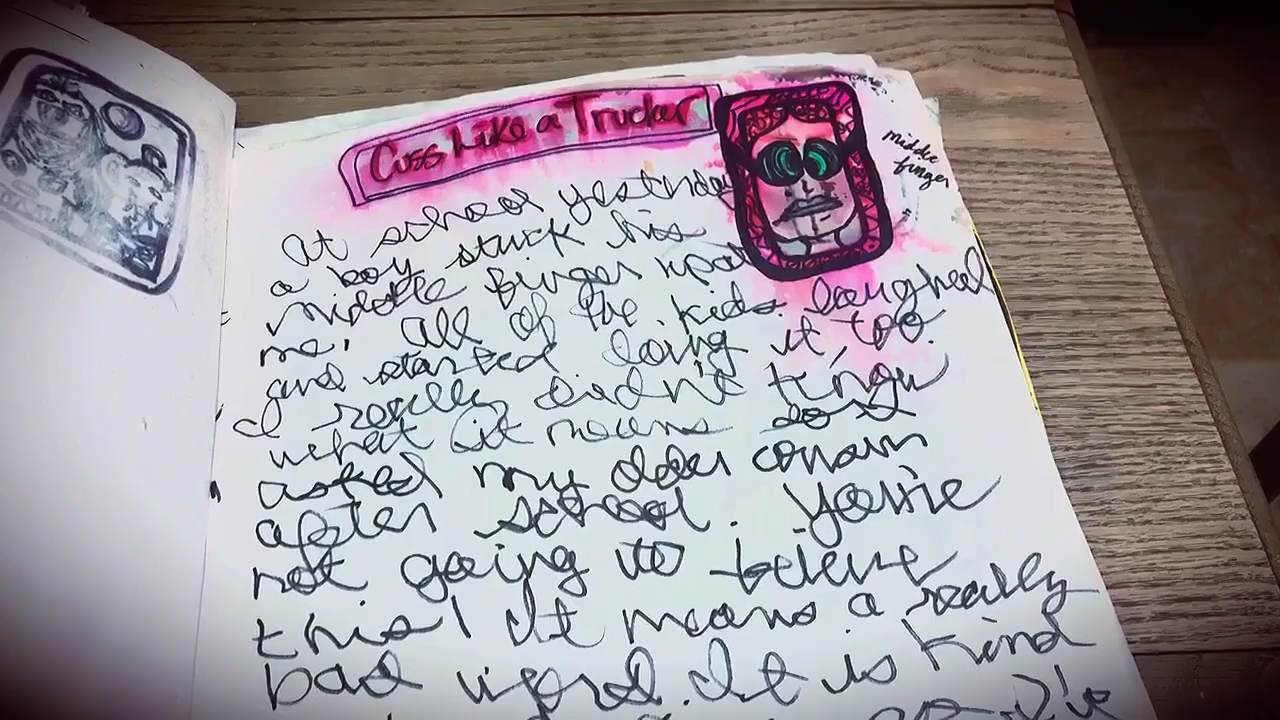 Cuss Like a Trucker
middle
finger
At school yesterday
a boy stuck his
middle finger up at
me. All of the kids laughed
and started doing it too.
I really didn't know
what it means so I
asked my older cousin
after school. You're
not going to believe
this! It means a really
bad word. It is kind